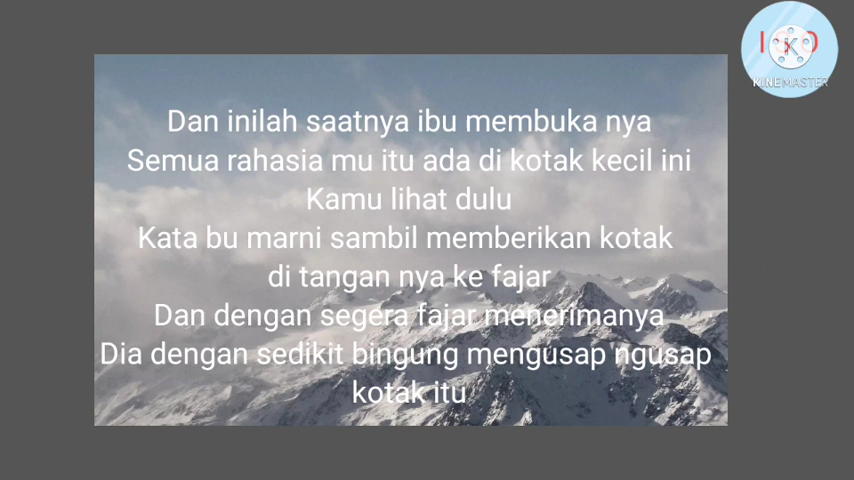 Dan inilah saatnya ibu membuka nya
Semua rahasia mu itu ada di kotak kecil ini
Kamu lihat dulu
Kata bu marni sambil memberikan kotak
di tangan nya ke fajar
Dan dengan segera fajar menerimanya
Dia dengan sedikit bingung mengusap ngusap
kotak itu
K
KINEMASTER